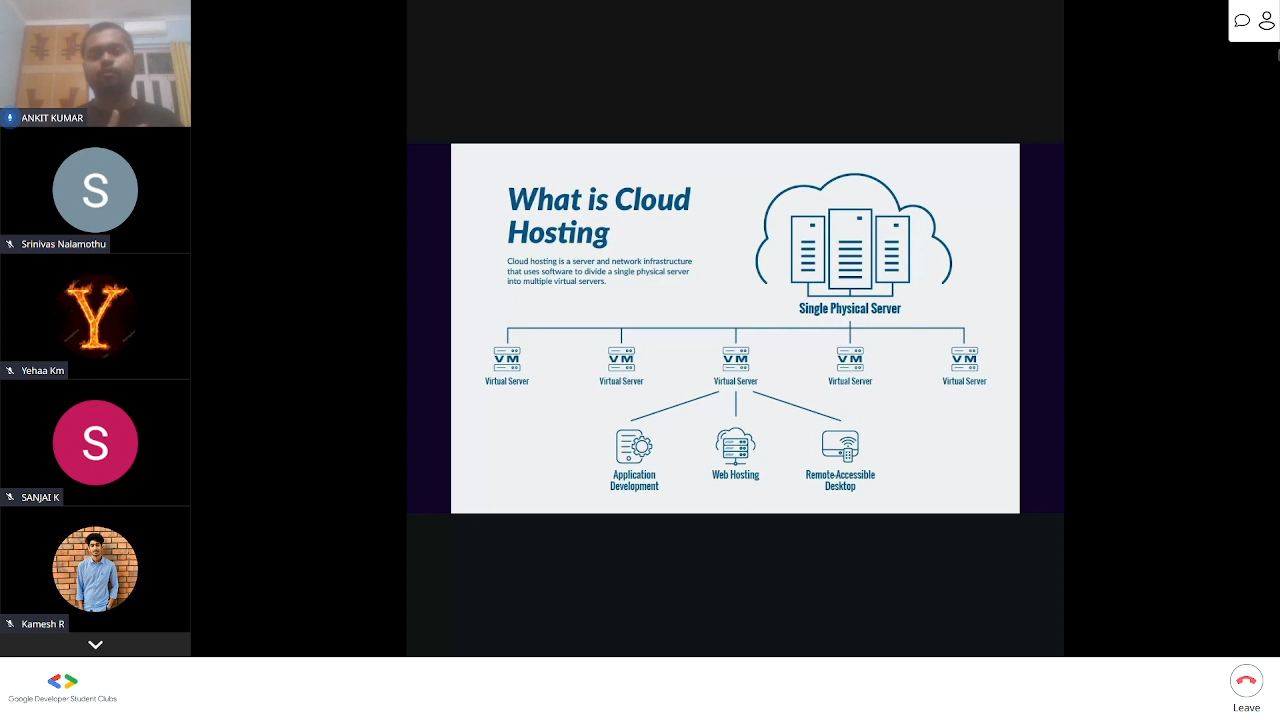 ANKIT KUMAR
S
Srinivas Nalamothu
Y
Yehaa Km
S
SANJAI K
Kamesh R
What is Cloud
Hosting
Cloud hosting is a server and network infrastructure
that uses software to divide a single physical server
into multiple virtual servers.
Single Physical Server
VM VM VM VM VM
Virtual Server Virtual Server Virtual Server Virtual Server Virtual Server
Application
Development
Web Hosting
Remote-Accessible
Desktop
Google Developer Student Clubs
Leave